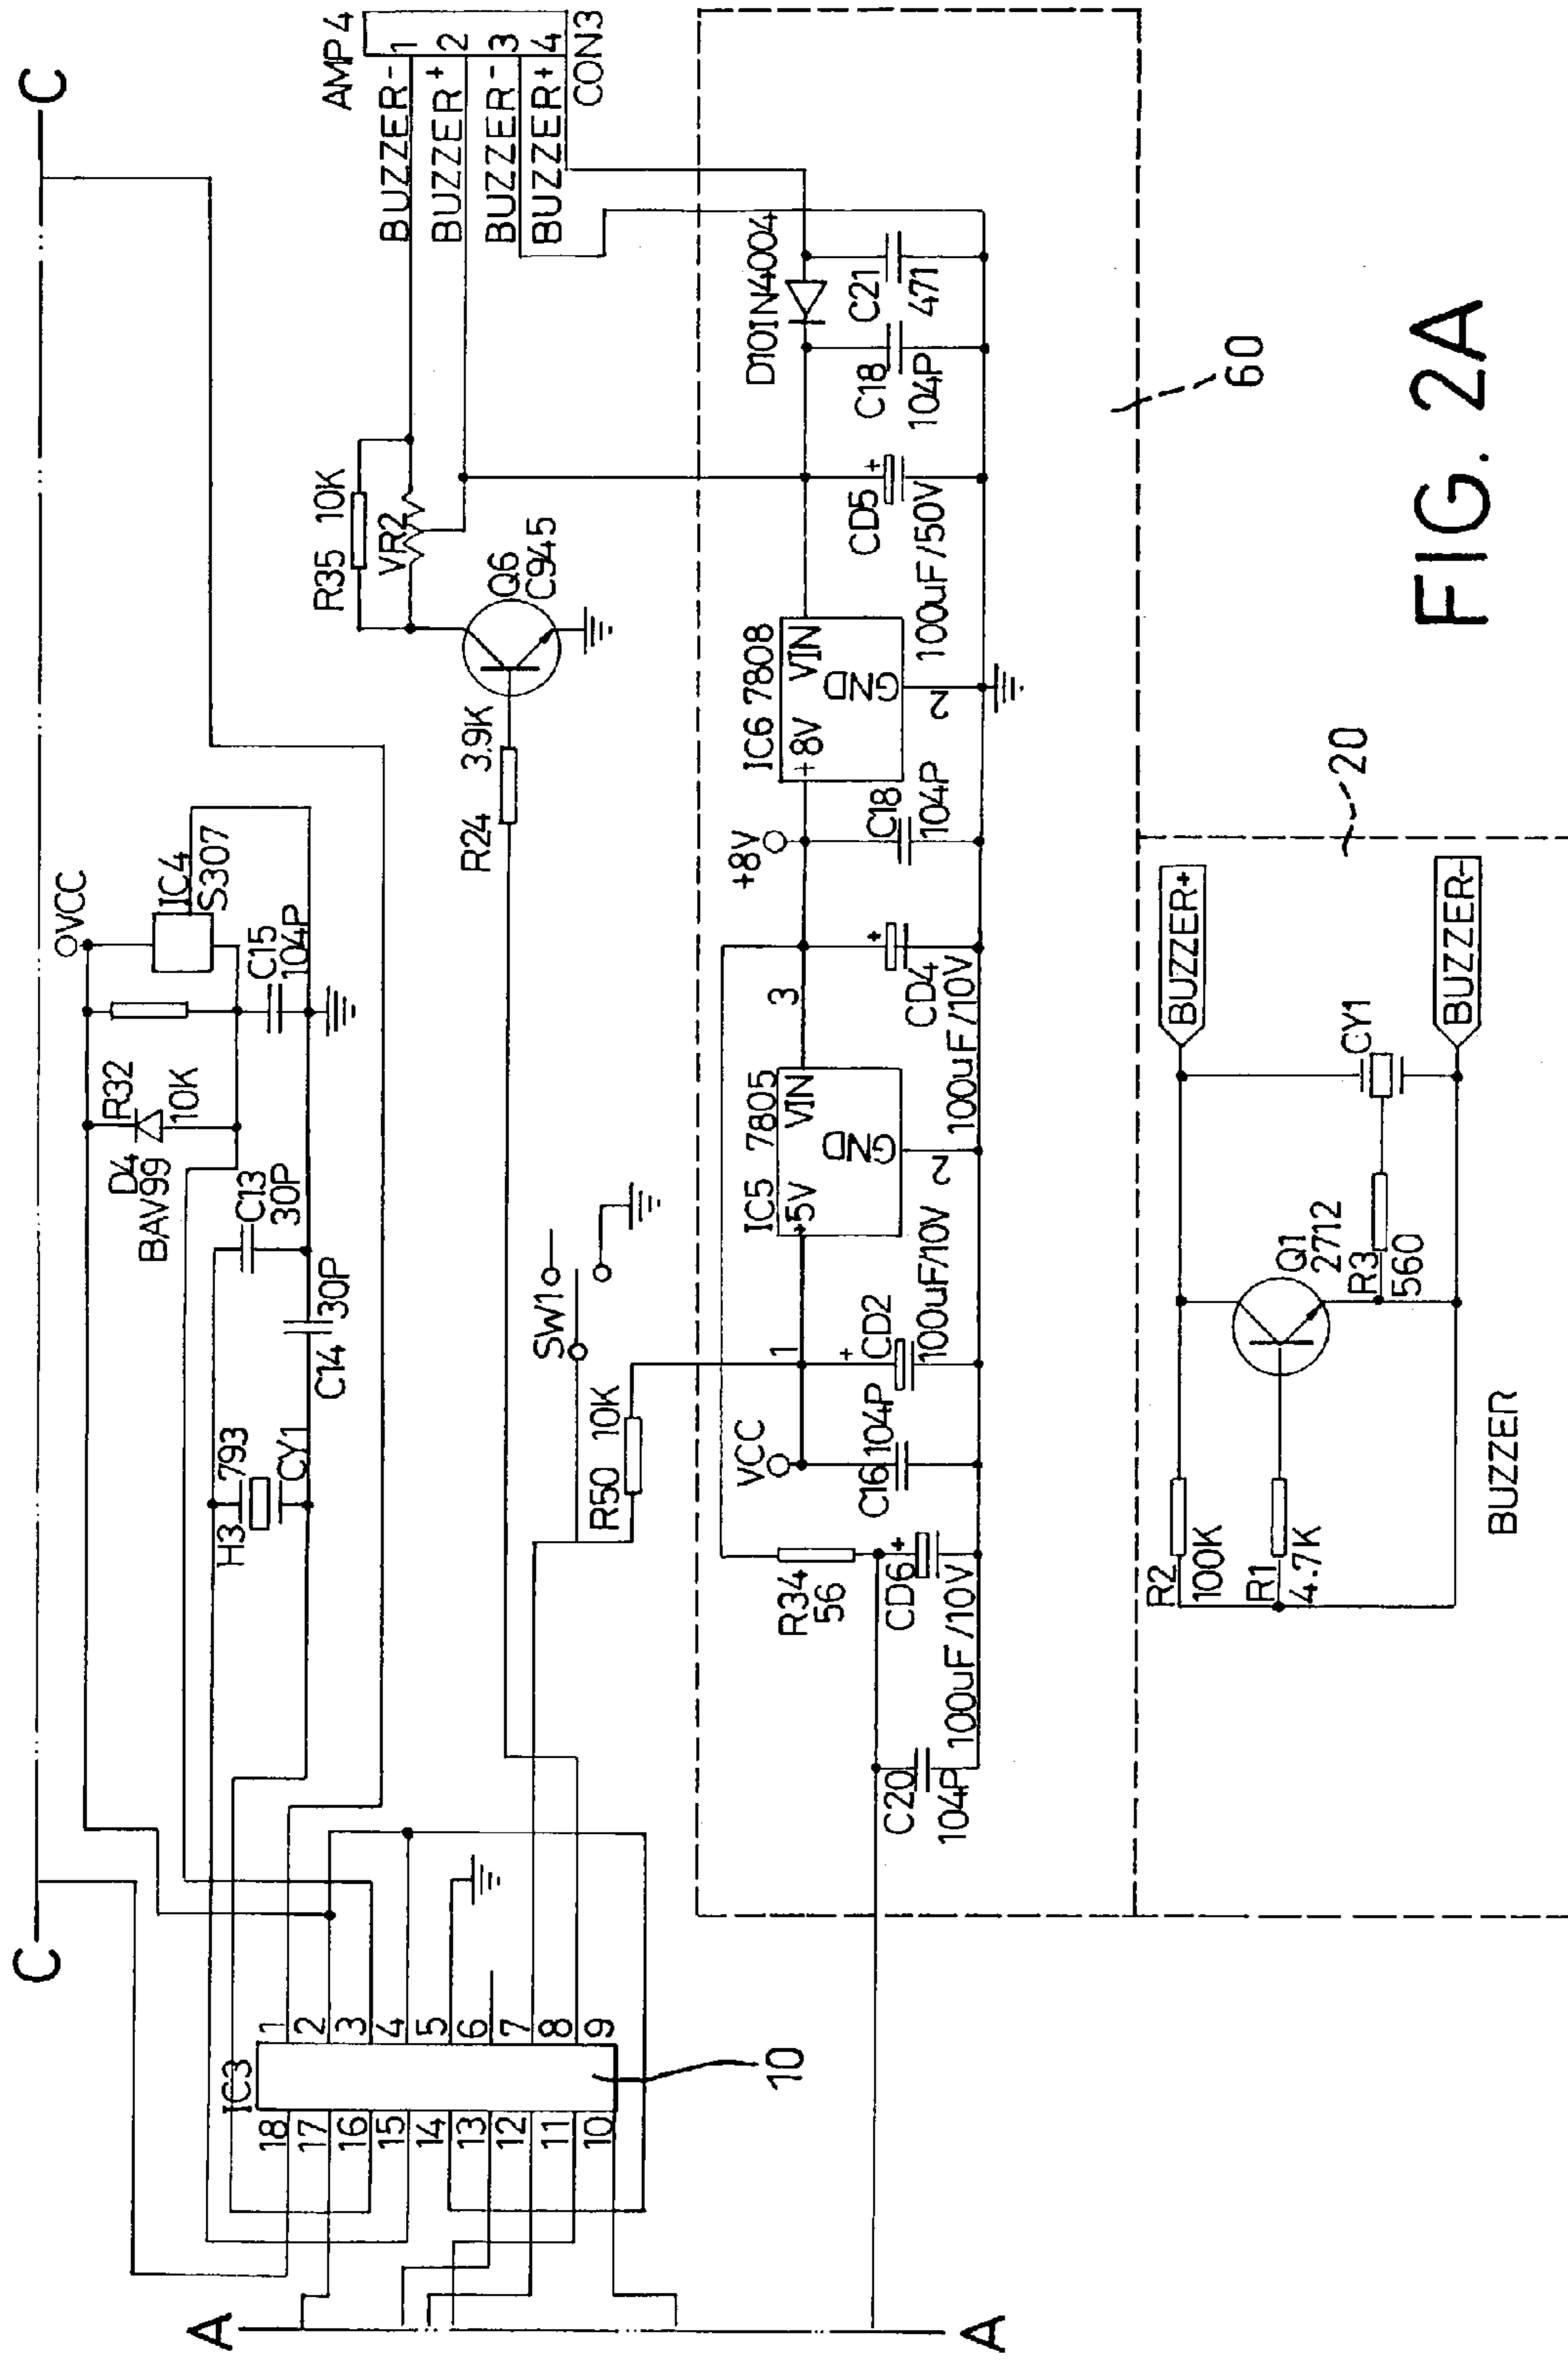 C
C
A
A
IC3
18
17
16
15
14
13
12
11
10
1
2
3
4
5
6
7
8
9
10
VCC
IC4
S307
C15
104P
R32
10K
D4
BAV99
C13
30P
C14
30P
H3
793
CY1
AMP4
BUZZER- 1
BUZZER+ 2
BUZZER- 3
BUZZER+ 4
CON3
R35 10K
VR2
Q6
C945
R24 3.9K
SW1
R50 10K
R34
56
CD6
+
100uF/10V
C20
104P
VCC
C16
104P
1
+
CD2
100uF/10V
IC5 7805
+5V
VIN
GND
2
3
+
CD4
100uF/10V
+8V
C18
104P
IC6 7808
+8V
VIN
GND
2
+
CD5
100uF/50V
D10IN4004
C18
104P
C21
471
60
20
BUZZER+
BUZZER-
R2
100K
R1
4.7K
Q1
2712
R3
560
CY1
BUZZER
FIG. 2A